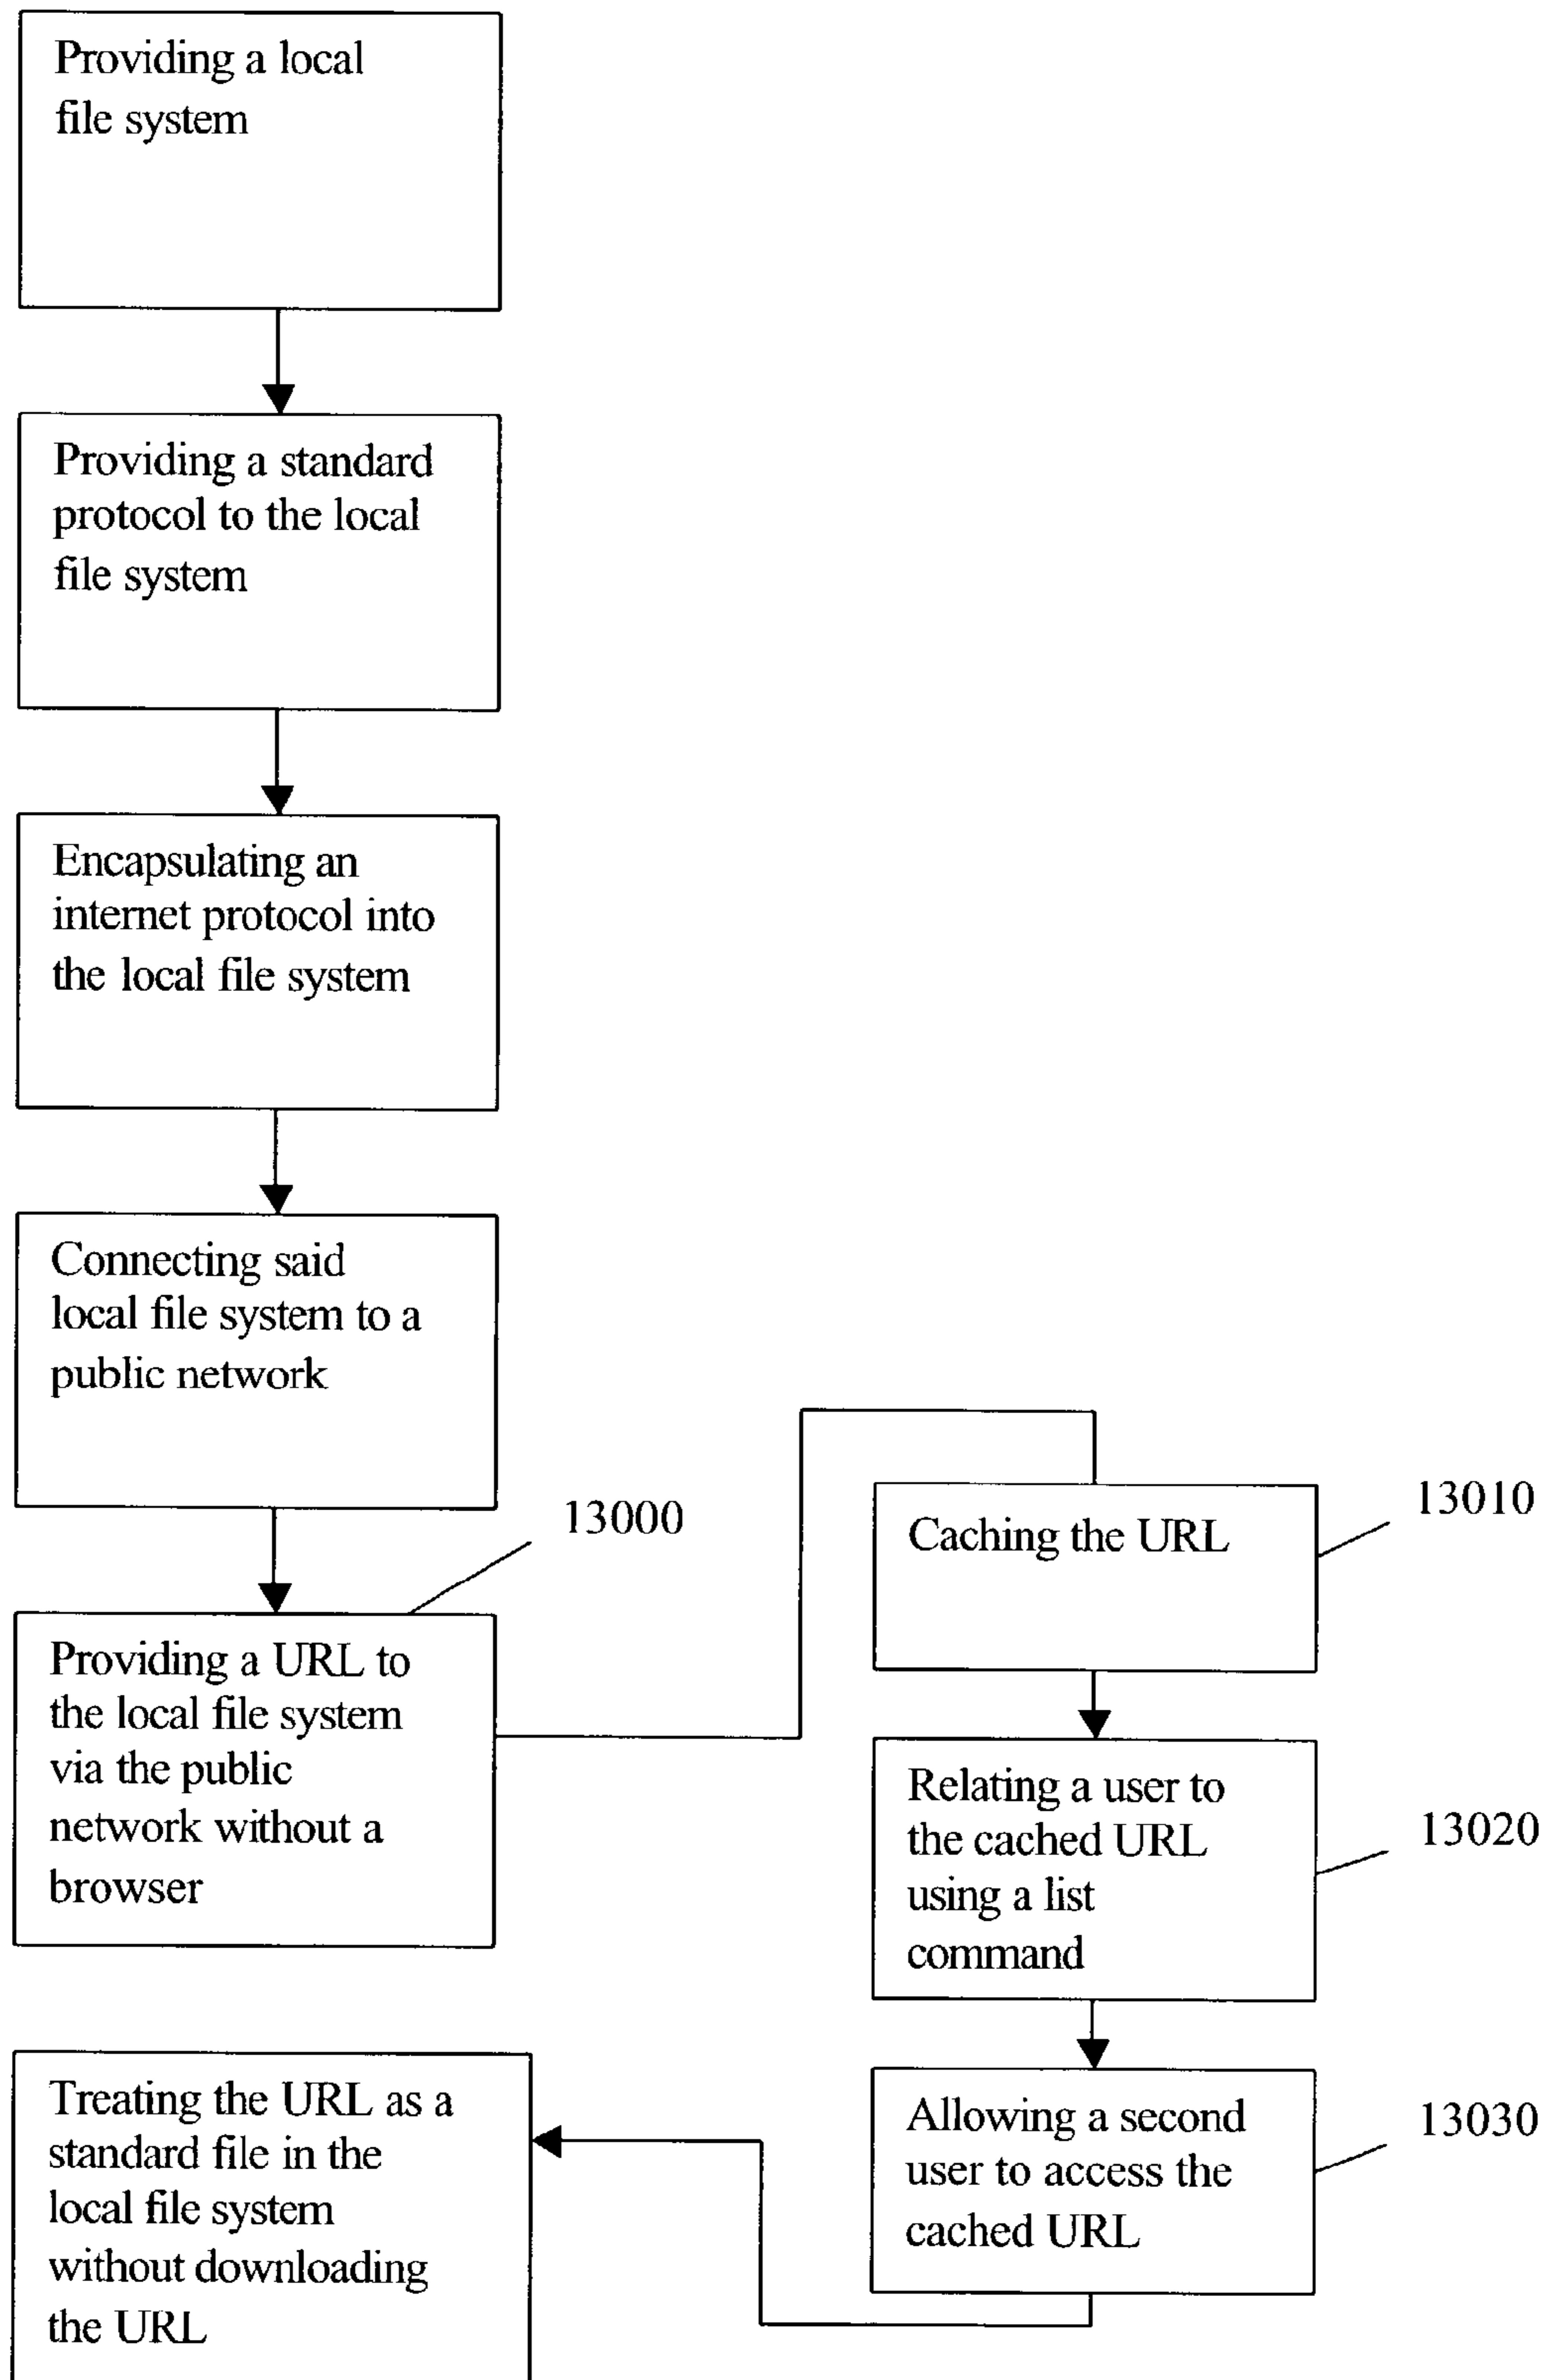 Providing a local
file system
Providing a standard
protocol to the local
file system
Encapsulating an
internet protocol into
the local file system
Connecting said
local file system to a
public network
13000
Providing a URL to
the local file system
via the public
network without a
browser
Caching the URL
13010
Relating a user to
the cached URL
using a list
command
13020
Allowing a second
user to access the
cached URL
13030
Treating the URL as a
standard file in the
local file system
without downloading
the URL